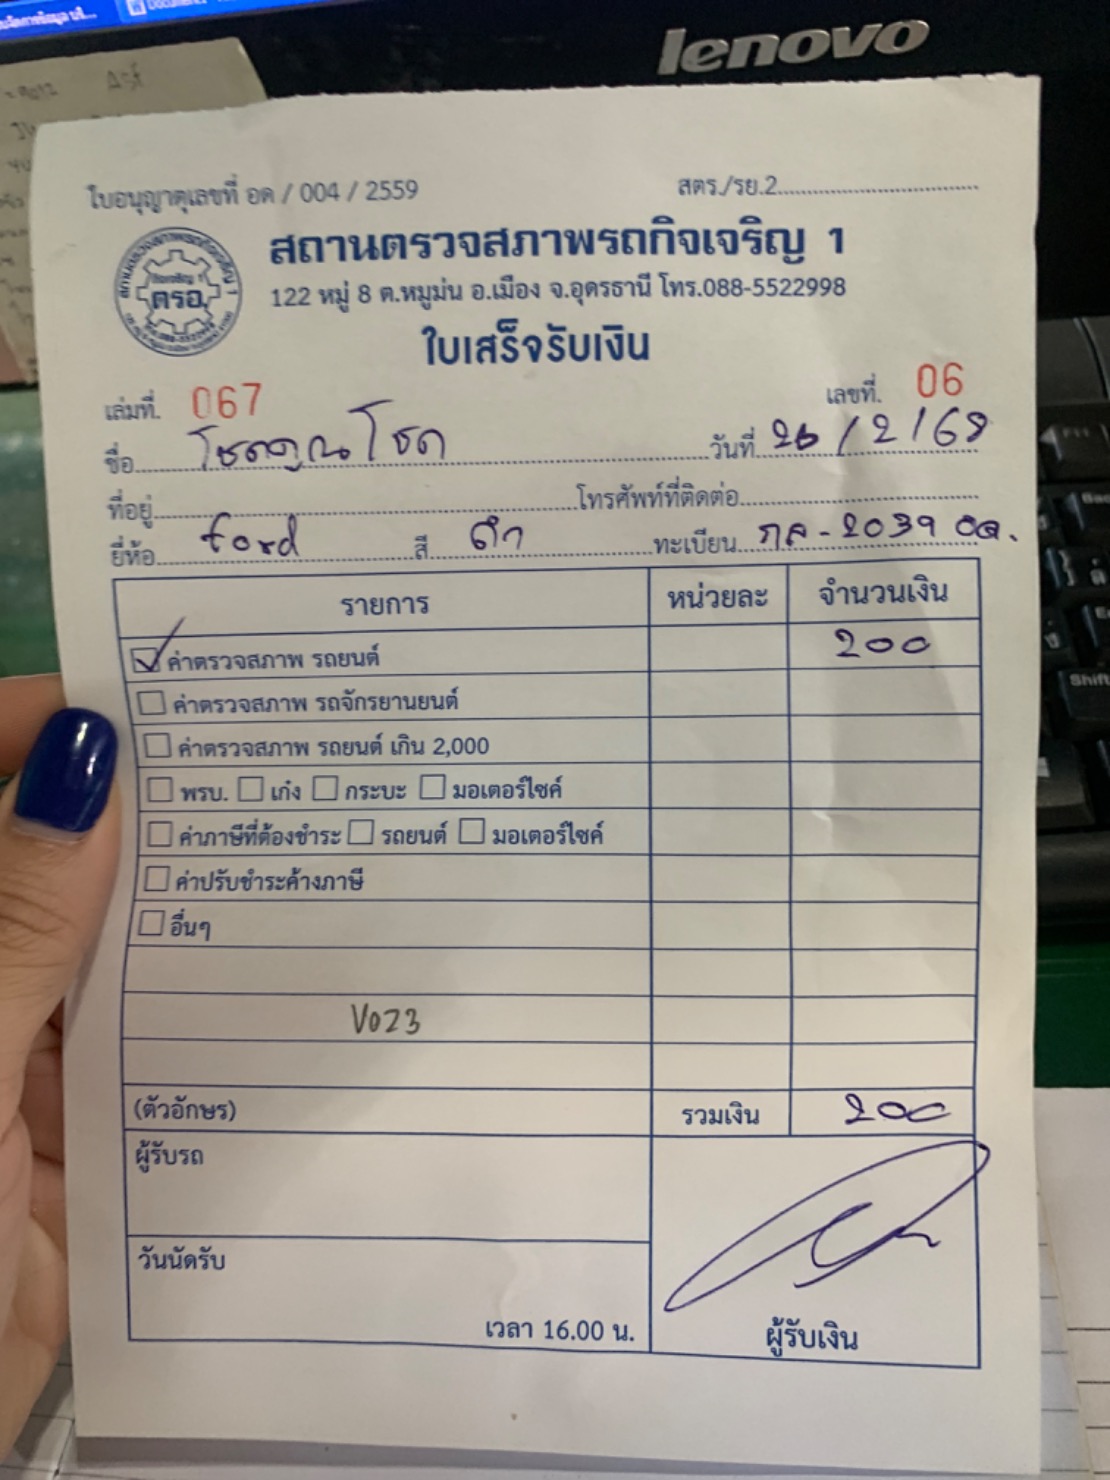 lenovo
ใบอนุญาตเลขที่ อด / 004 / 2559 สตร./รย.2
สถานตรวจสภาพรถกิจเจริญ 1
ตรอ.
122 หมู่ 8 ต.หมูม่น อ.เมือง จ.อุดรธานี โทร.088-5522998
ใบเสร็จรับเงิน
เล่มที่. 067 เลขที่. 06
ชื่อ โชคคูณโชค วันที่ 26/2/68
ที่อยู่ โทรศัพท์ที่ติดต่อ
ยี่ห้อ ford สี ดำ ทะเบียน กล-2039 อด.
รายการ หน่วยละ จำนวนเงิน
ค่าตรวจสภาพ รถยนต์ 200
ค่าตรวจสภาพ รถจักรยานยนต์
ค่าตรวจสภาพ รถยนต์ เกิน 2,000
พรบ. เก๋ง กระบะ มอเตอร์ไซค์
ค่าภาษีที่ต้องชำระ รถยนต์ มอเตอร์ไซค์
ค่าปรับชำระค้างภาษี
อื่นๆ
V023
(ตัวอักษร) รวมเงิน 200
ผู้รับรถ
วันนัดรับ
เวลา 16.00 น.
ผู้รับเงิน
Shift